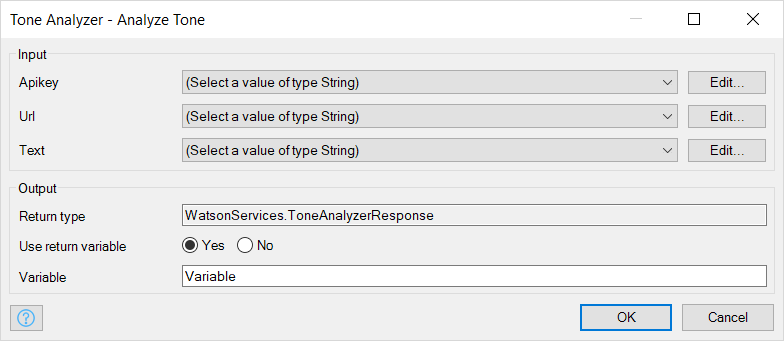 Tone Analyzer - Analyze Tone
Input
Apikey (Select a value of type String) Edit...
Url (Select a value of type String) Edit...
Text (Select a value of type String) Edit...
Output
Return type WatsonServices.ToneAnalyzerResponse
Use return variable Yes No
Variable Variable
? OK Cancel